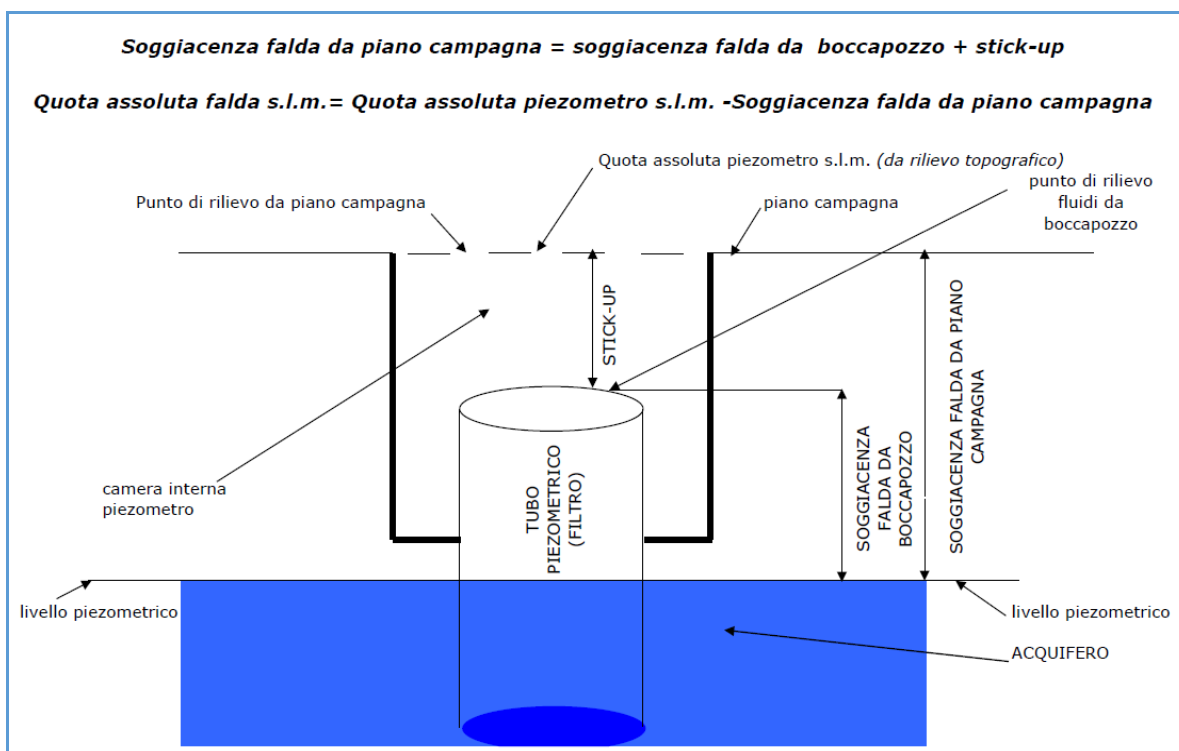 Soggiacenza falda da piano campagna = soggiacenza falda da boccapozzo + stick-up
Quota assoluta falda s.l.m.= Quota assoluta piezometro s.l.m. -Soggiacenza falda da piano campagna
Quota assoluta piezometro s.l.m. (da rilievo topografico)
Punto di rilievo da piano campagna
piano campagna
punto di rilievo
fluidi da
boccapozzo
STICK-UP
camera interna
piezometro
TUBO
PIEZOMETRICO
(FILTRO)
SOGGIACENZA
FALDA DA
BOCCAPOZZO
SOGGIACENZA FALDA DA PIANO
CAMPAGNA
livello piezometrico
livello piezometrico
ACQUIFERO